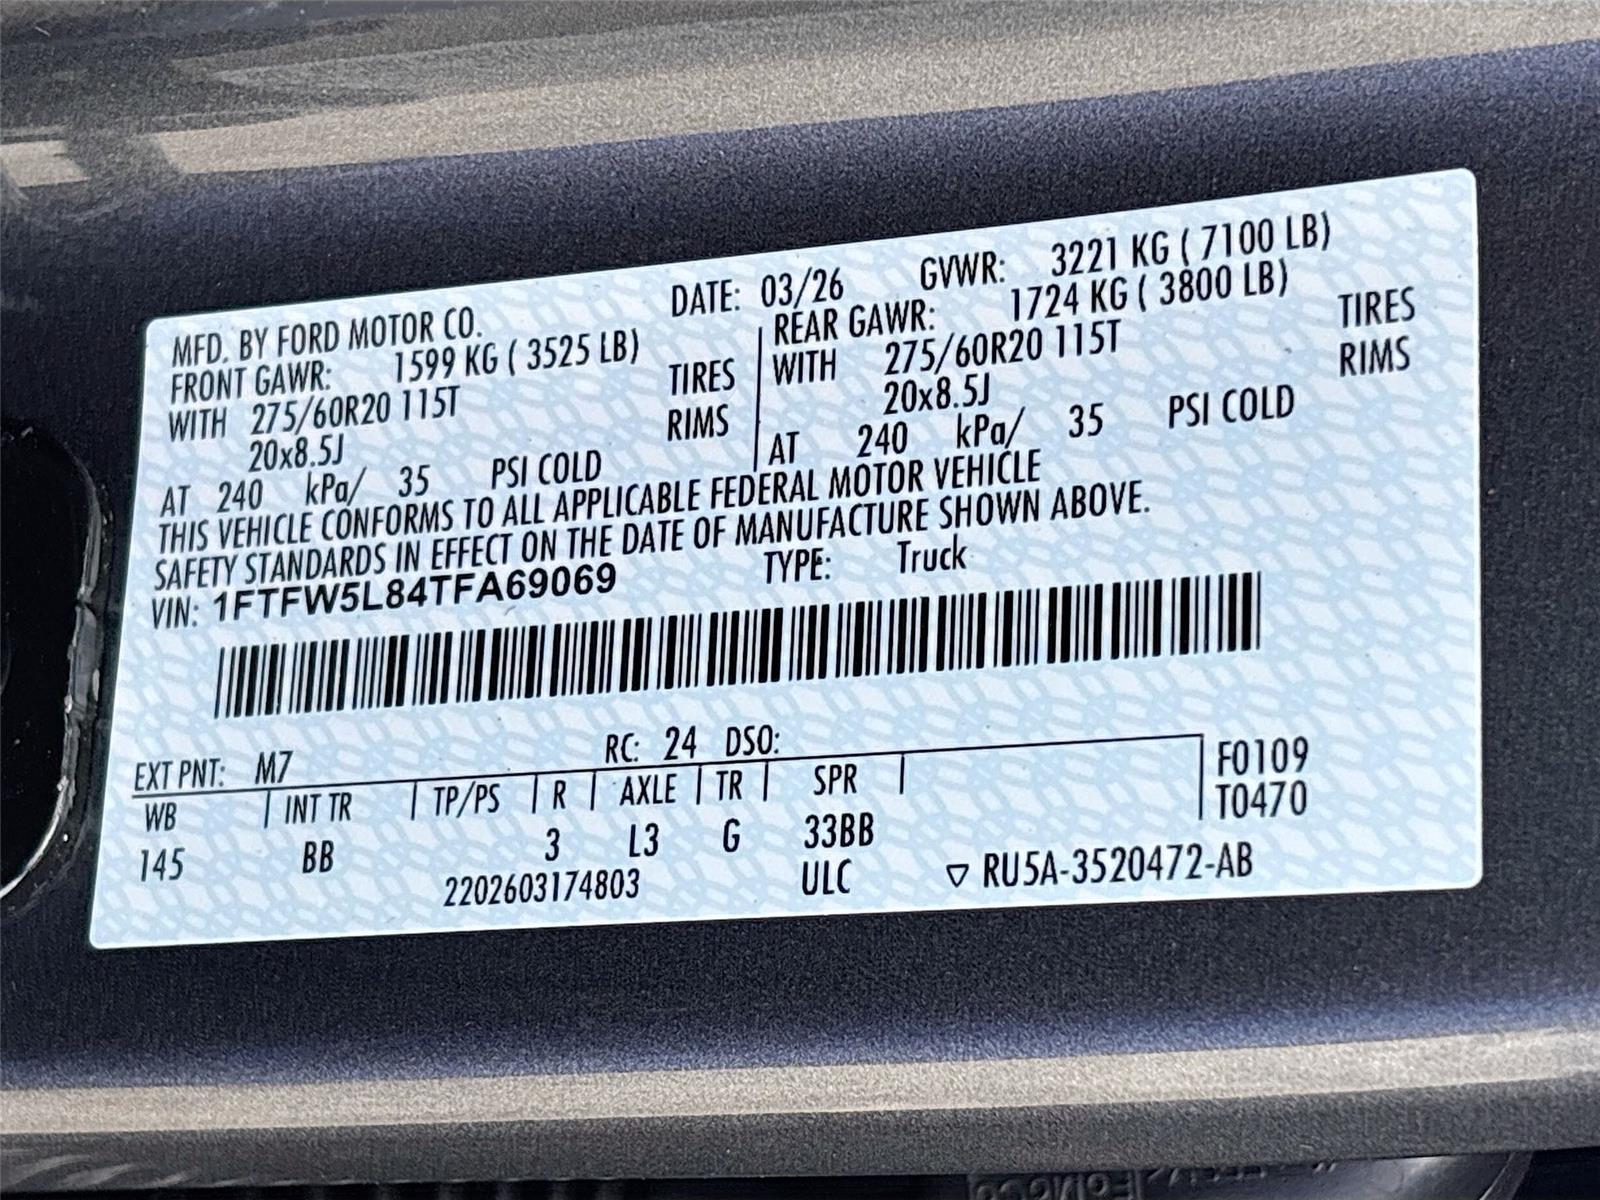 MFD. BY FORD MOTOR CO. DATE: 03/26 GVWR: 3221 KG ( 7100 LB)
FRONT GAWR: 1599 KG ( 3525 LB) REAR GAWR: 1724 KG ( 3800 LB)
WITH 275/60R20 115T TIRES WITH 275/60R20 115T TIRES
20x8.5J RIMS 20x8.5J RIMS
AT 240 kPa/ 35 PSI COLD AT 240 kPa/ 35 PSI COLD
THIS VEHICLE CONFORMS TO ALL APPLICABLE FEDERAL MOTOR VEHICLE
SAFETY STANDARDS IN EFFECT ON THE DATE OF MANUFACTURE SHOWN ABOVE.
VIN: 1FTFW5L84TFA69069 TYPE: Truck
EXT PNT: M7 RC: 24 DSO:
WB INT TR TP/PS R AXLE TR SPR F0109
T0470
145 BB 3 L3 G 33BB
2202603174803 ULC ▽ RU5A-3520472-AB